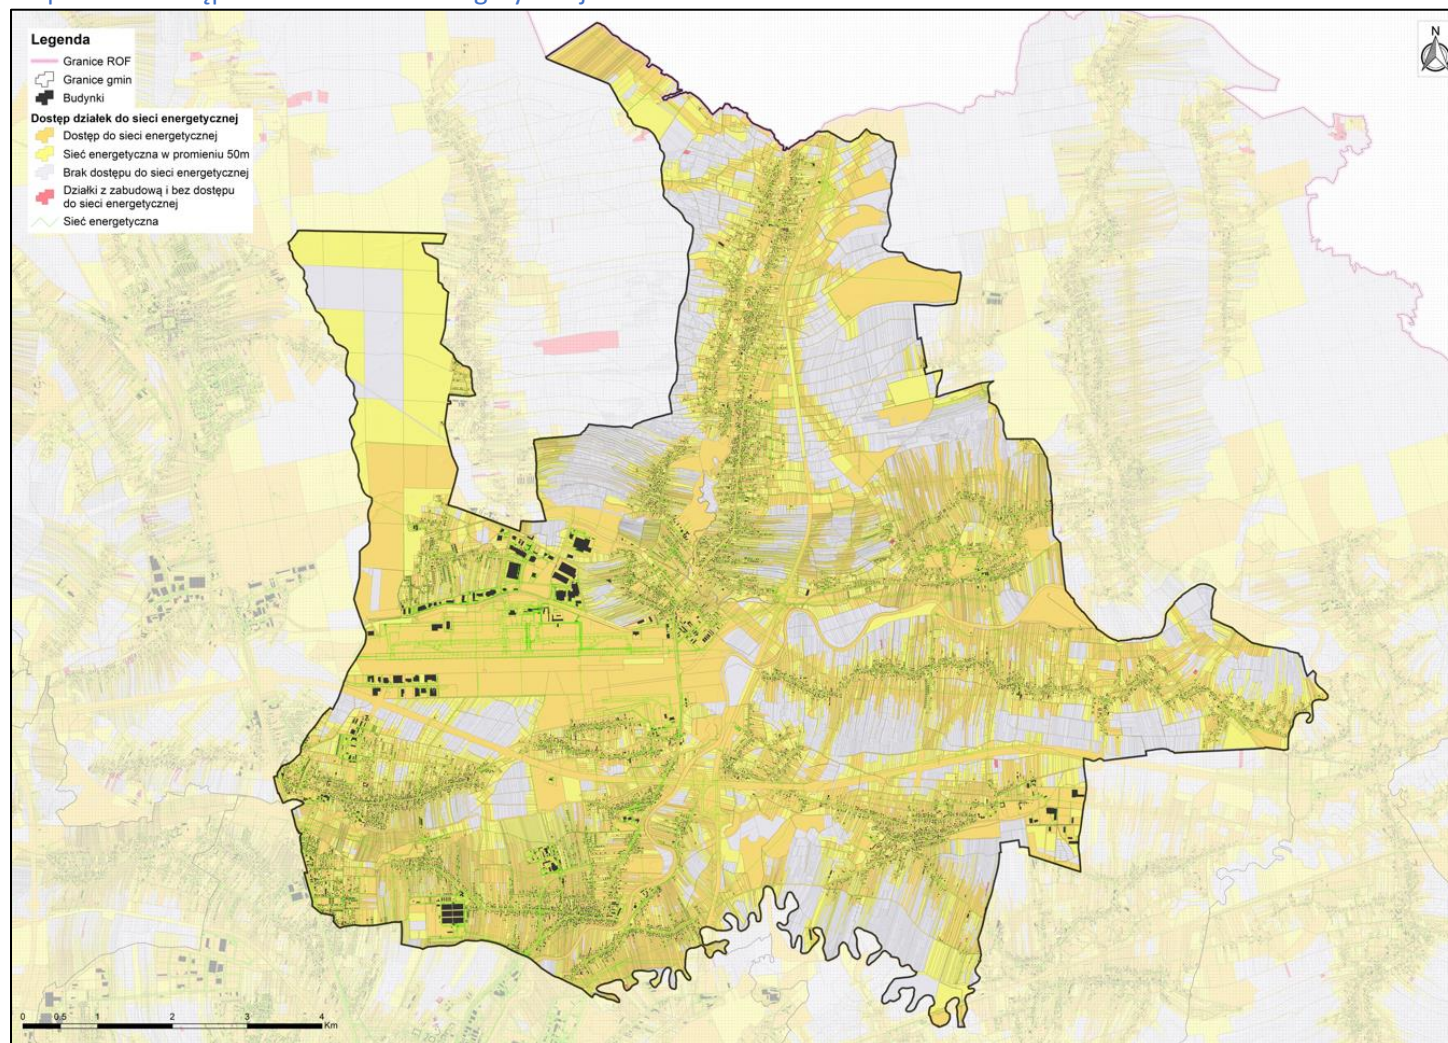 Legenda
Granice ROF
Granice gmin
Budynki
Dostęp działek do sieci energetycznej
Dostęp do sieci energetycznej
Sieć energetyczna w promieniu 50m
Brak dostępu do sieci energetycznej
Działki z zabudową i bez dostępu
do sieci energetycznej
Sieć energetyczna
N
0 0.5 1 2 3 4
Km